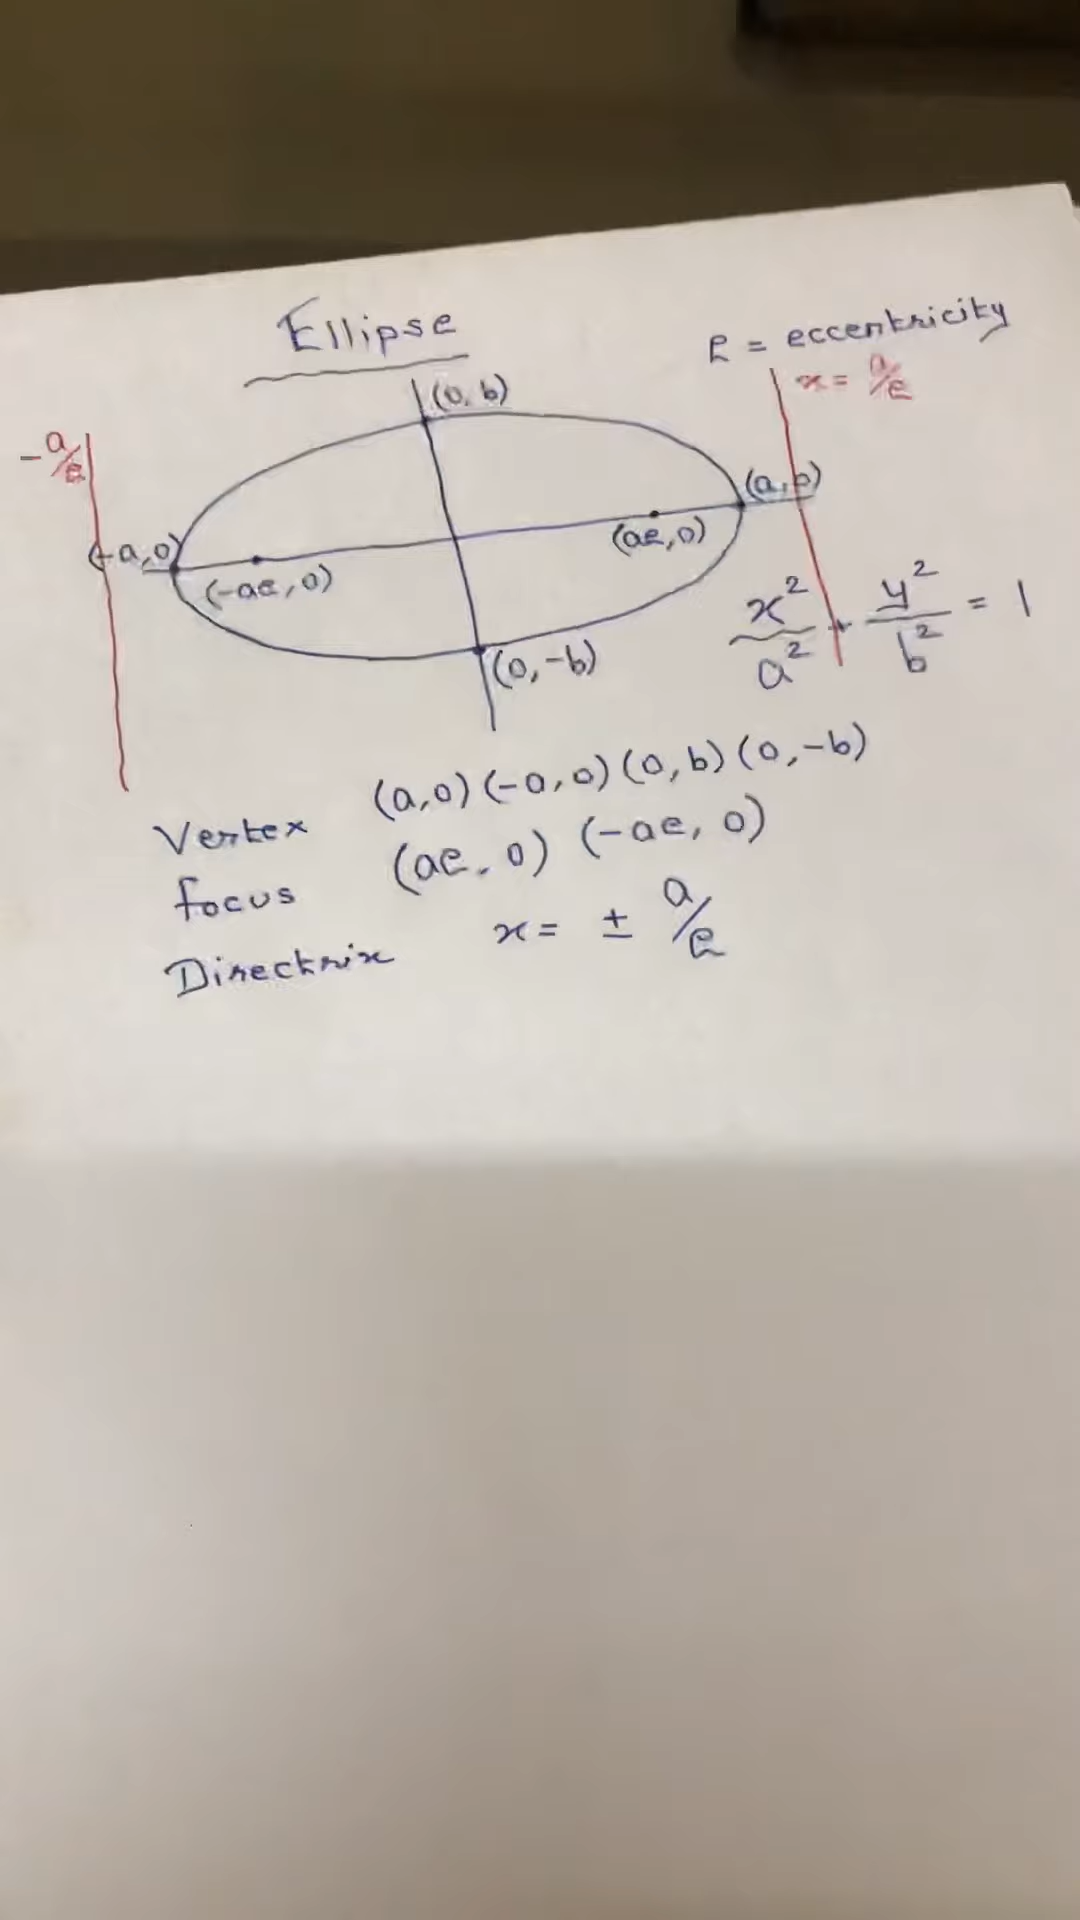 Ellipse
e = eccentricity
x = a/e
(0, b)
-a/e
(a, 0)
(-a, 0)
(ae, 0)
(-ae, 0)
x²/a² + y²/b² = 1
(0, -b)
Vertex (a, 0) (-a, 0) (0, b) (0, -b)
focus (ae, 0) (-ae, 0)
Directrix x = ± a/e